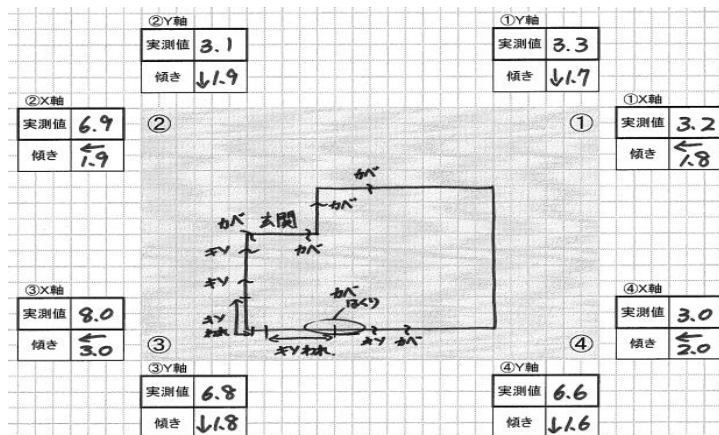 ②Y軸
実測値 3.1
傾き ↓1.9
①Y軸
実測値 3.3
傾き ↓1.7
②X軸
実測値 6.9
傾き ←1.9
①X軸
実測値 3.2
傾き ←1.8
②
①
カベ
カベ
カベ 玄関
カベ
キソ
キソ
キソ
われ
カベ
はくり
キソわれ
キソ カベ
③X軸
実測値 8.0
傾き ←3.0
④X軸
実測値 3.0
傾き ←2.0
③
④
③Y軸
実測値 6.8
傾き ↓1.8
④Y軸
実測値 6.6
傾き ↓1.6